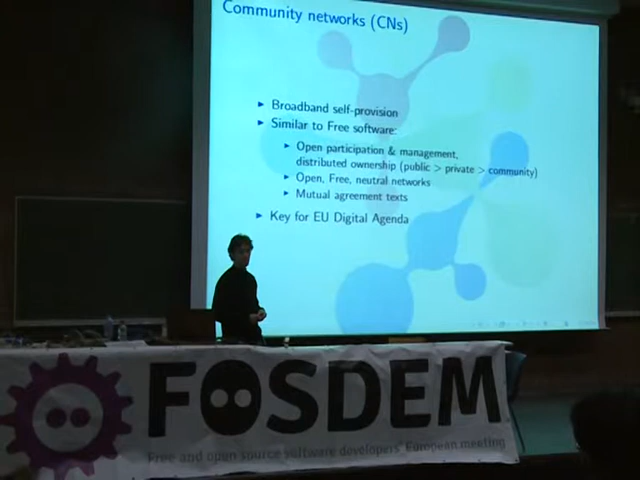 Community networks (CNs)
Broadband self-provision
Similar to Free software:
Open participation & management,
distributed ownership (public > private > community)
Open, Free, neutral networks
Mutual agreement texts
Key for EU Digital Agenda
FOSDEM
Free and open source software developers' European meeting